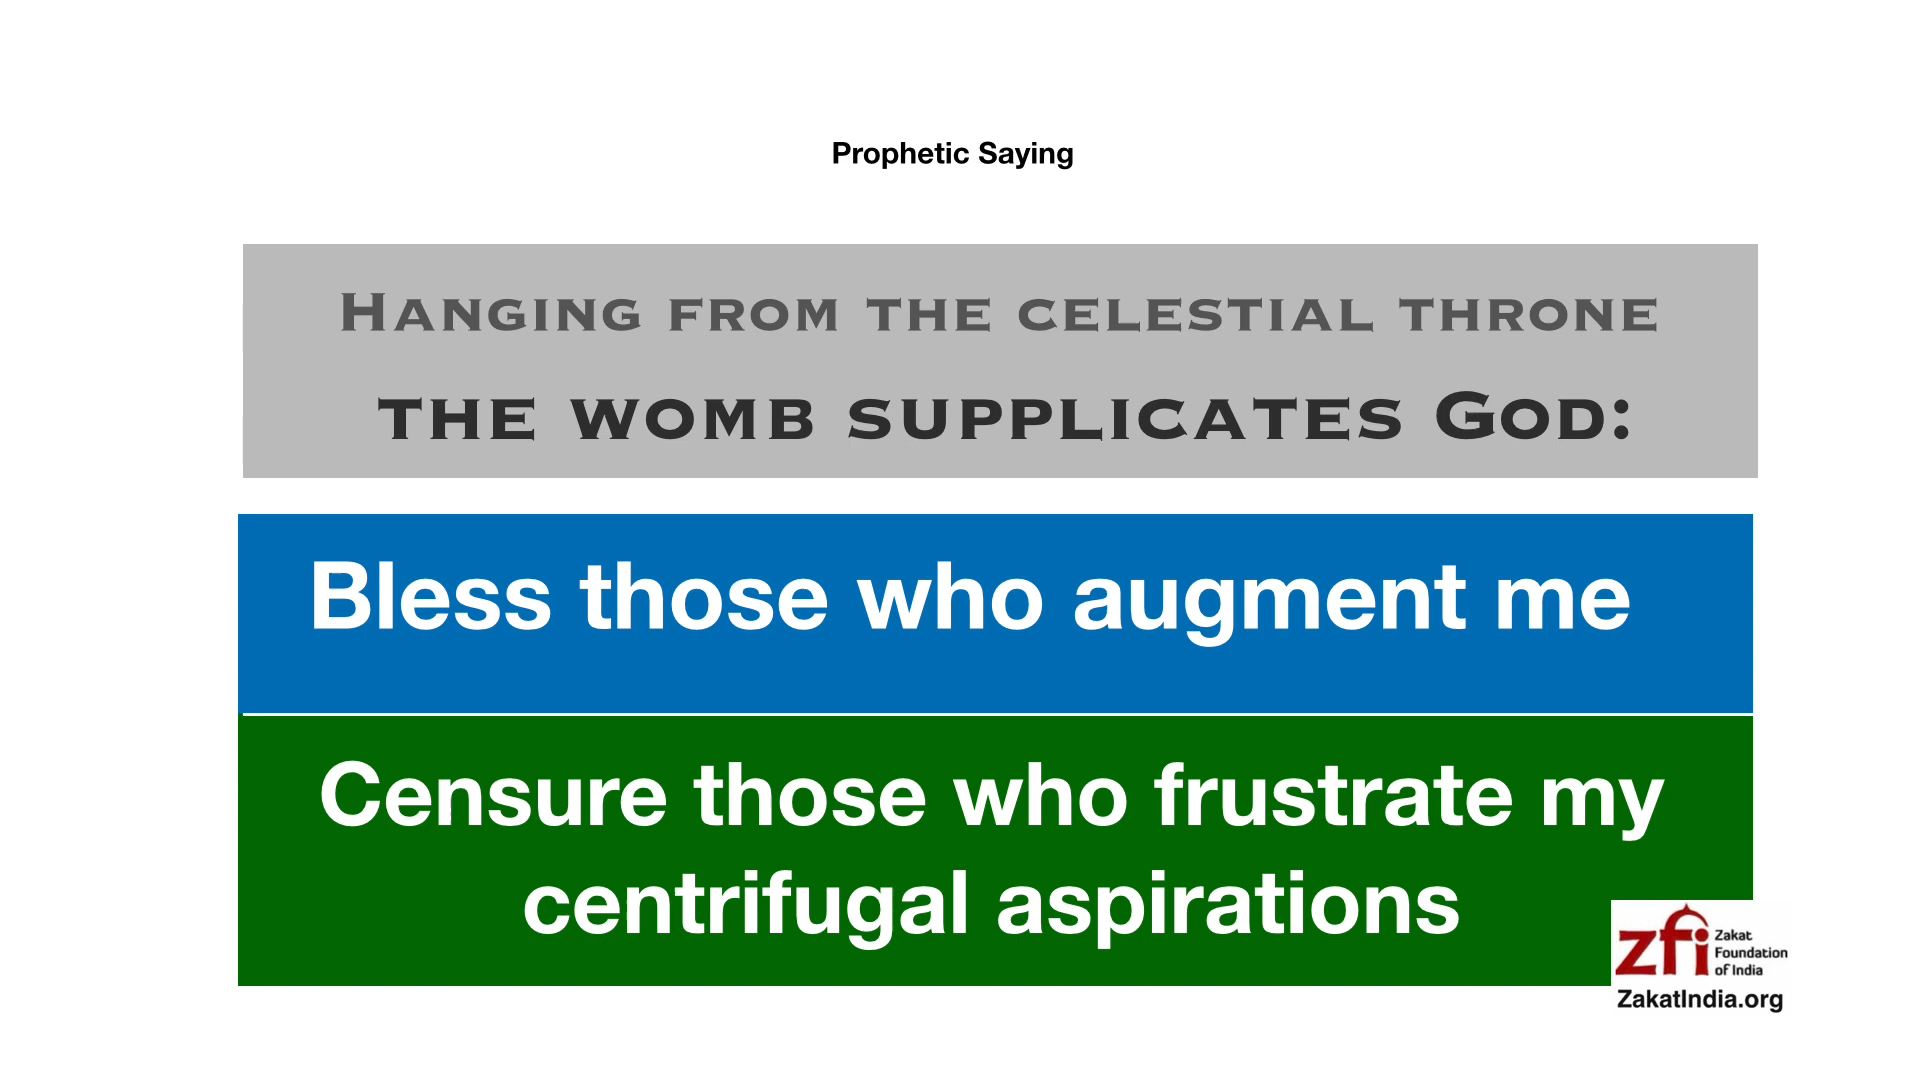 Prophetic Saying
Hanging from the celestial throne
the womb supplicates God:
Bless those who augment me
Censure those who frustrate my
centrifugal aspirations
zfi
Zakat
Foundation
of India
ZakatIndia.org